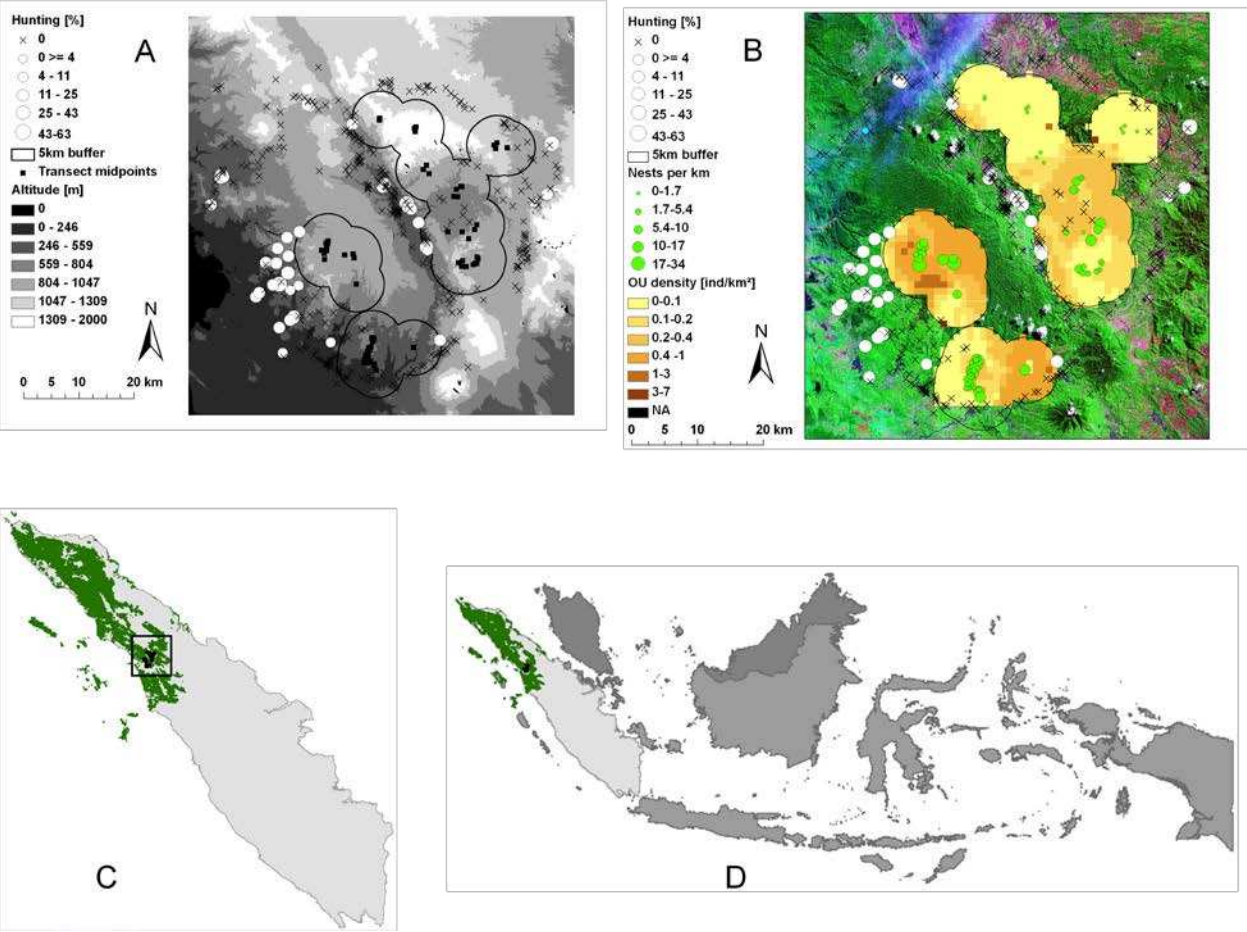 Hunting [%]
0
0 >= 4
4 - 11
11 - 25
25 - 43
43-63
5km buffer
Transect midpoints
Altitude [m]
0
0 - 246
246 - 559
559 - 804
804 - 1047
1047 - 1309
1309 - 2000
N
0 5 10 20 km
A
Hunting [%]
0
0 >= 4
4 - 11
11 - 25
25 - 43
43-63
5km buffer
Nests per km
0-1.7
1.7-5.4
5.4-10
10-17
17-34
OU density [ind/km²]
0-0.1
0.1-0.2
0.2-0.4
0.4 -1
1-3
3-7
NA
N
0 5 10 20 km
B
C
D